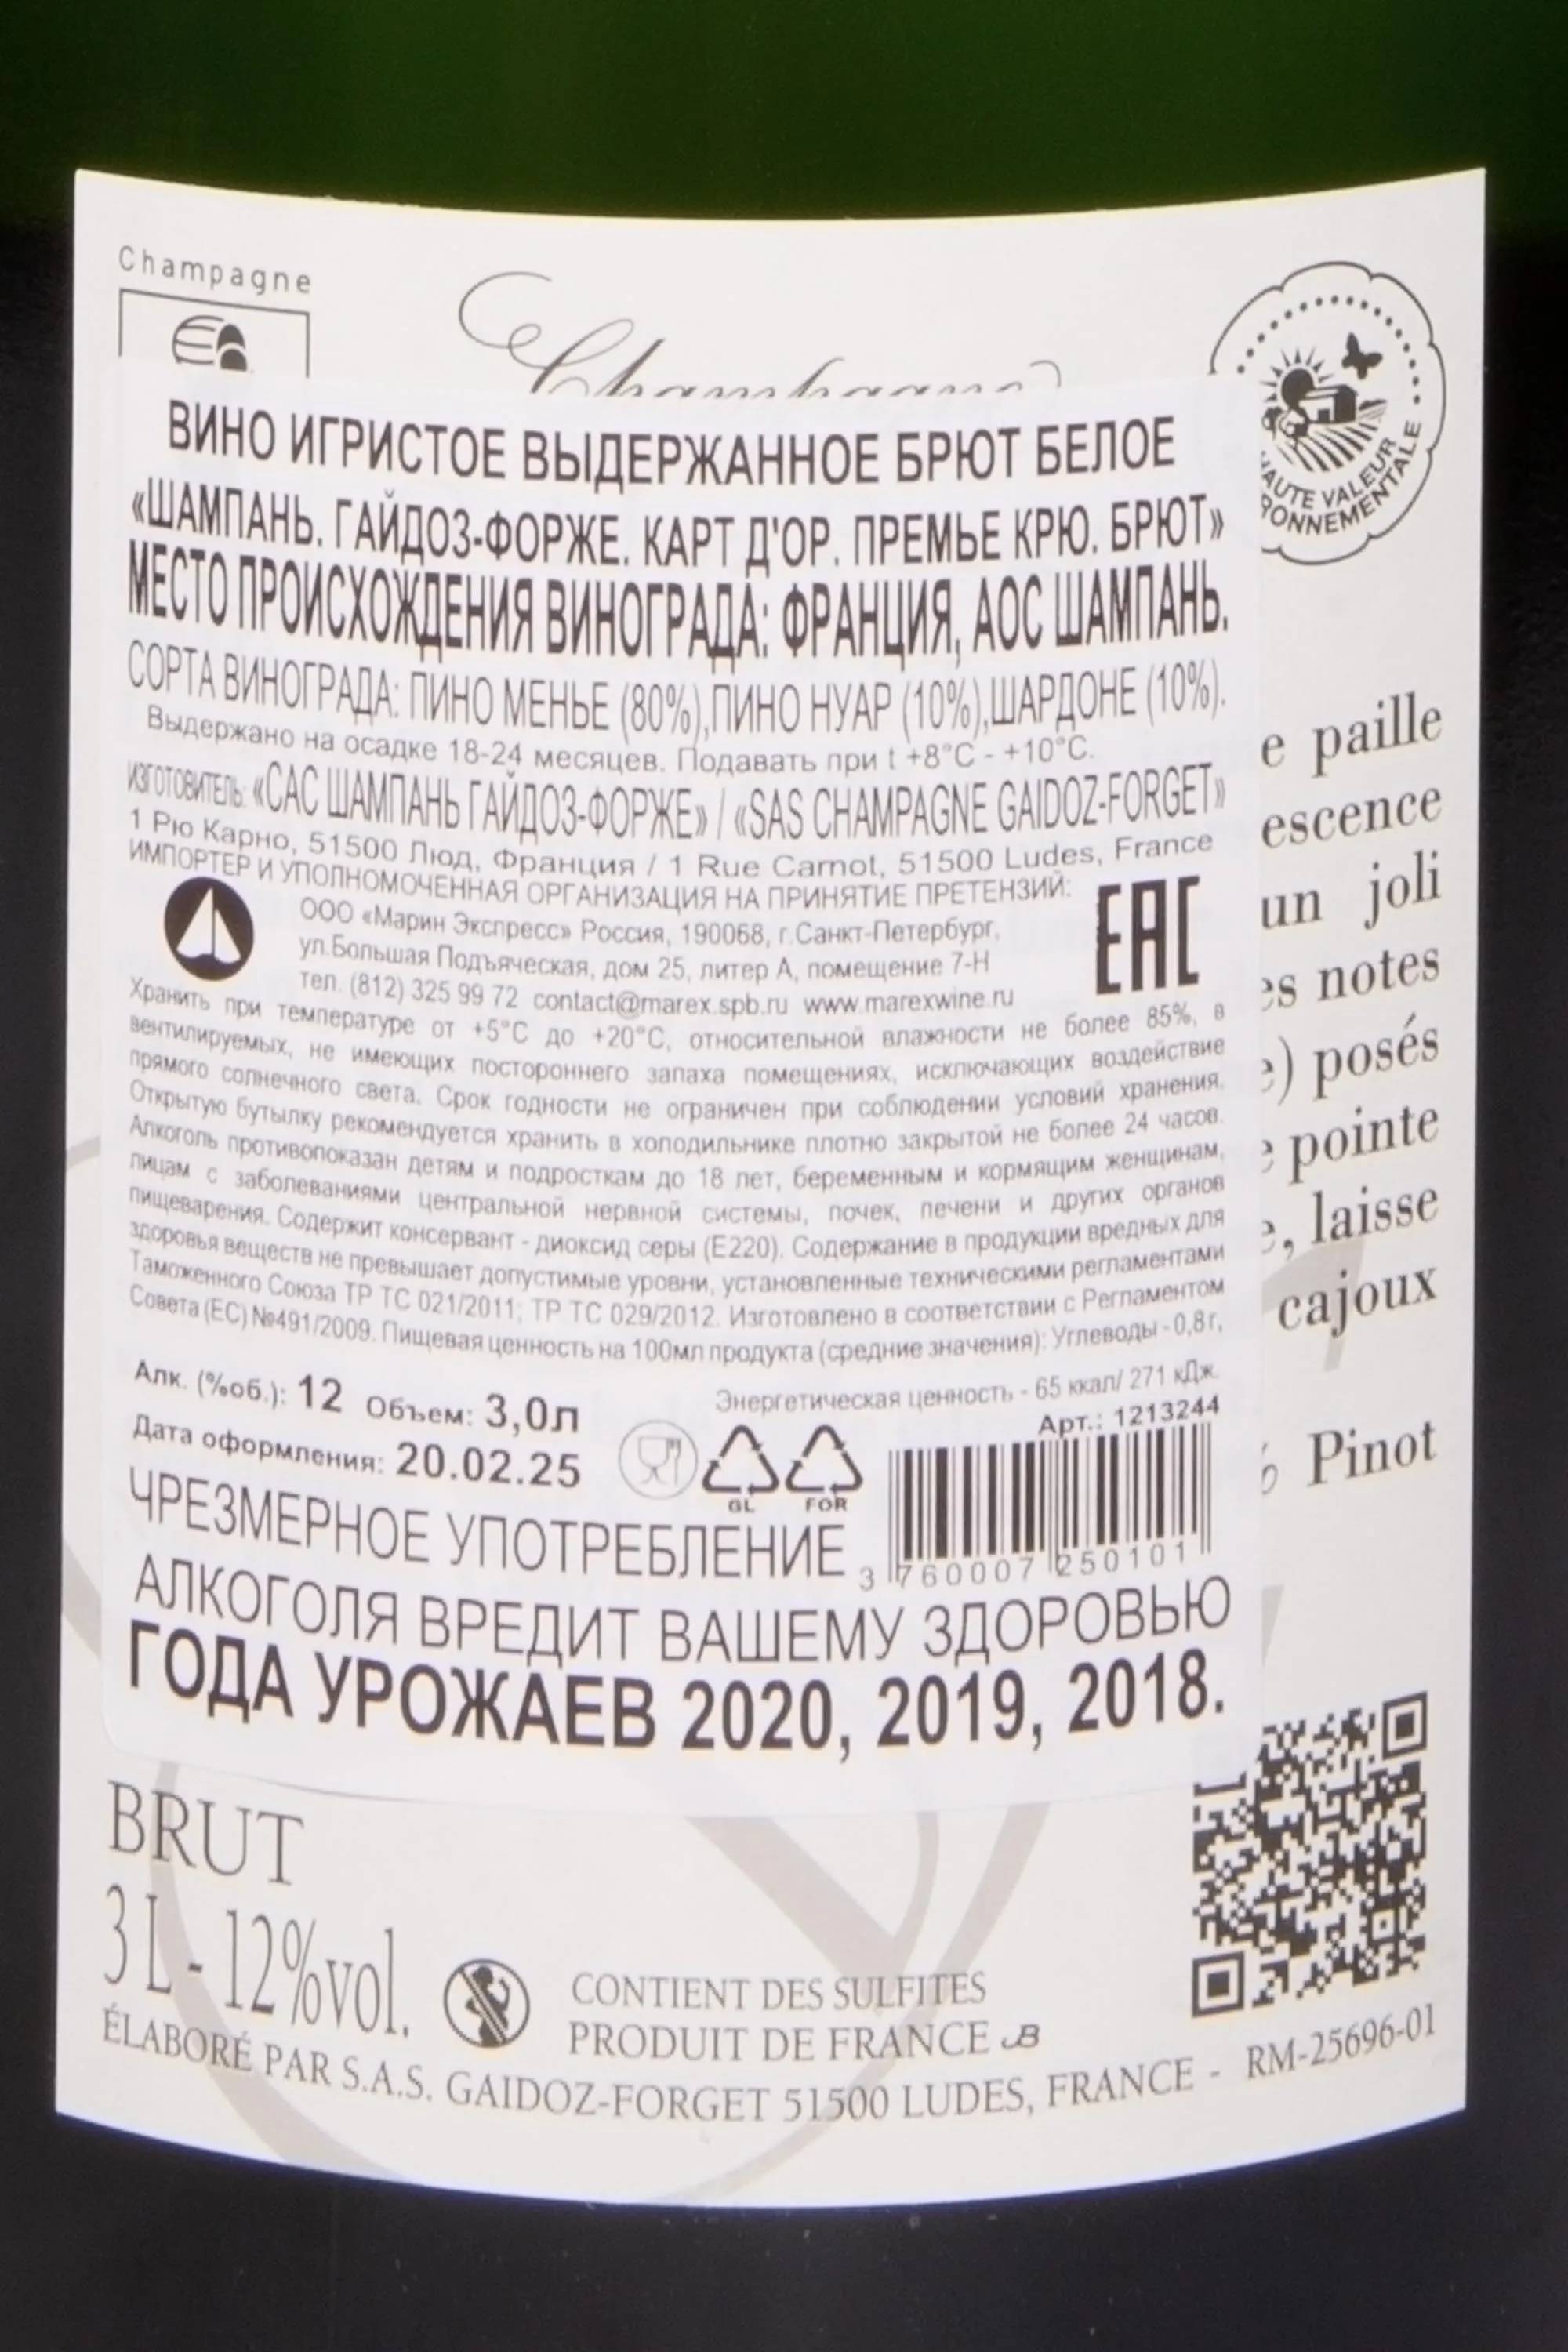 Champagne
Champagne
HAUTE VALEUR
ВИНО ИГРИСТОЕ ВЫДЕРЖАННОЕ БРЮТ БЕЛОЕ
«ШАМПАНЬ. ГАЙДОЗ-ФОРЖЕ. КАРТ Д'ОР. ПРЕМЬЕ КРЮ. БРЮТ»
МЕСТО ПРОИСХОЖДЕНИЯ ВИНОГРАДА: ФРАНЦИЯ, АОС ШАМПАНЬ.
СОРТА ВИНОГРАДА: ПИНО МЕНЬЕ (80%),ПИНО НУАР (10%),ШАРДОНЕ (10%).
Выдержано на осадке 18-24 месяцев. Подавать при t +8°C - +10°C.
ИЗГОТОВИТЕЛЬ: «САС ШАМПАНЬ ГАЙДОЗ-ФОРЖЕ» / «SAS CHAMPAGNE GAIDOZ-FORGET»
1 Рю Карно, 51500 Люд, Франция / 1 Rue Carnot, 51500 Ludes, France
ИМПОРТЕР И УПОЛНОМОЧЕННАЯ ОРГАНИЗАЦИЯ НА ПРИНЯТИЕ ПРЕТЕНЗИЙ:
ООО «Марин Экспресс» Россия, 190068, г.Санкт-Петербург,
ул.Большая Подъяческая, дом 25, литер А, помещение 7-Н
тел. (812) 325 99 72 contact@marex.spb.ru www.marexwine.ru
EAC
Хранить при температуре от +5°C до +20°C, относительной влажности не более 85%, в
вентилируемых, не имеющих постороннего запаха помещениях, исключающих воздействие
прямого солнечного света. Срок годности не ограничен при соблюдении условий хранения.
Открытую бутылку рекомендуется хранить в холодильнике плотно закрытой не более 24 часов.
Алкоголь противопоказан детям и подросткам до 18 лет, беременным и кормящим женщинам,
лицам с заболеваниями центральной нервной системы, почек, печени и других органов
пищеварения. Содержит консервант - диоксид серы (Е220). Содержание в продукции вредных для
здоровья веществ не превышает допустимые уровни, установленные техническими регламентами
Таможенного Союза ТР ТС 021/2011; ТР ТС 029/2012. Изготовлено в соответствии с Регламентом
Совета (ЕС) №491/2009. Пищевая ценность на 100мл продукта (средние значения): Углеводы - 0,8 г,
Энергетическая ценность - 65 ккал/ 271 кДж.
Алк. (%об.): 12 Объем: 3,0л
Арт.: 1213244
Дата оформления: 20.02.25
GL FOR
3 760007 250101
ЧРЕЗМЕРНОЕ УПОТРЕБЛЕНИЕ
АЛКОГОЛЯ ВРЕДИТ ВАШЕМУ ЗДОРОВЬЮ
ГОДА УРОЖАЕВ 2020, 2019, 2018.
paille
un joli
notes
posés
pointe
laisse
cajoux
Pinot
BRUT
3 L - 12%vol.
CONTIENT DES SULFITES
PRODUIT DE FRANCE
ÉLABORÉ PAR S.A.S. GAIDOZ-FORGET 51500 LUDES, FRANCE - RM-25696-01